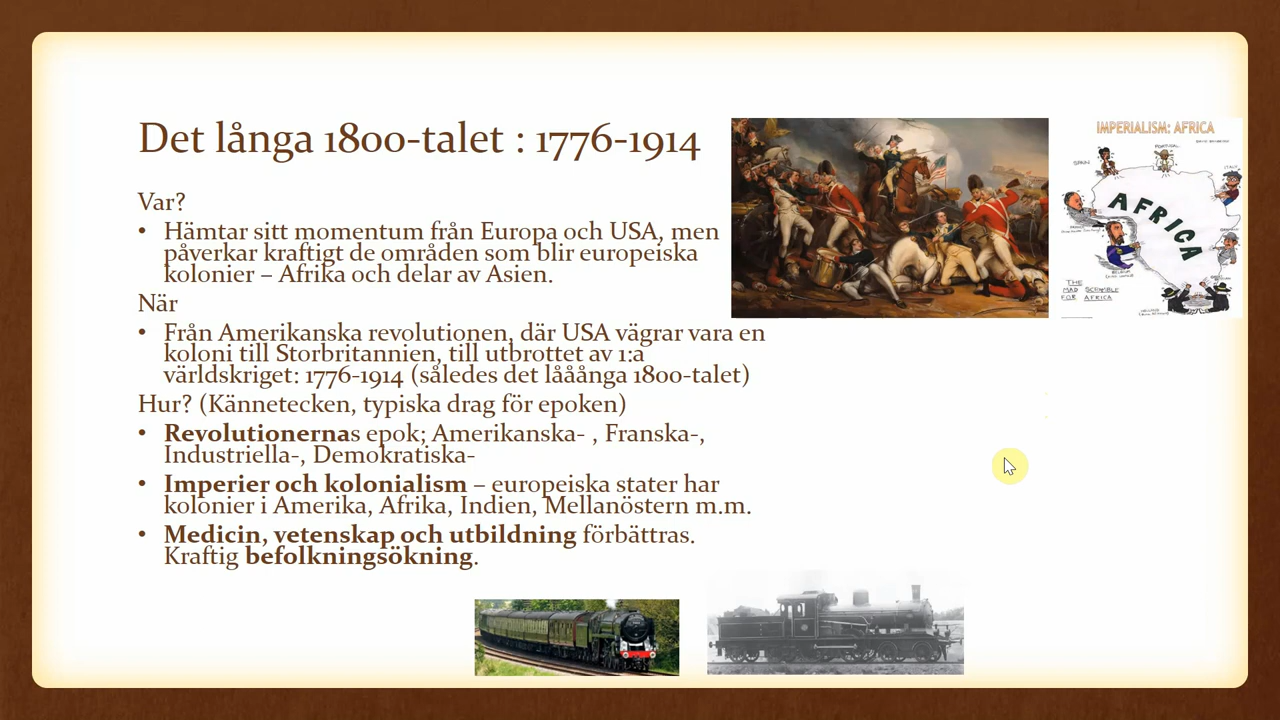 Det långa 1800-talet : 1776-1914
Var?
• Hämtar sitt momentum från Europa och USA, men
påverkar kraftigt de områden som blir europeiska
kolonier – Afrika och delar av Asien.
När
• Från Amerikanska revolutionen, där USA vägrar vara en
koloni till Storbritannien, till utbrottet av 1:a
världskriget: 1776-1914 (således det låååånga 1800-talet)
Hur? (Kännetecken, typiska drag för epoken)
• Revolutionernas epok; Amerikanska- , Franska-,
Industriella-, Demokratiska-
• Imperier och kolonialism – europeiska stater har
kolonier i Amerika, Afrika, Indien, Mellanöstern m.m.
• Medicin, vetenskap och utbildning förbättras.
Kraftig befolkningsökning.
IMPERIALISM: AFRICA
SPAIN
PORTUGAL
ITALY
AFRICA
BELGIUM
THE
MAD SCRAMBLE
FOR AFRICA